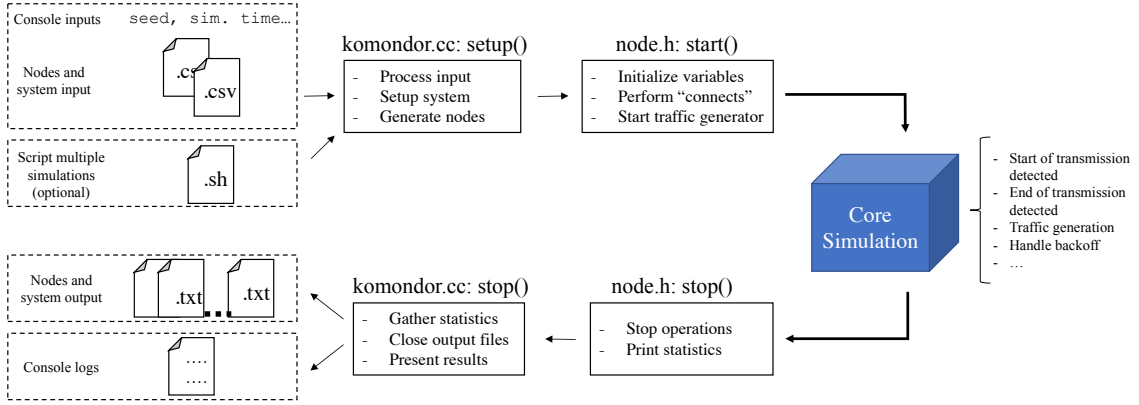 Console inputs
seed, sim. time…
Nodes and
system input
.cs
.csv
Script multiple
simulations
(optional)
.sh
komondor.cc: setup()
- Process input
- Setup system
- Generate nodes
node.h: start()
- Initialize variables
- Perform “connects”
- Start traffic generator
Core
Simulation
- Start of transmission
detected
- End of transmission
detected
- Traffic generation
- Handle backoff
- …
Nodes and
system output
.txt
...
.txt
Console logs
....
....
komondor.cc: stop()
- Gather statistics
- Close output files
- Present results
node.h: stop()
- Stop operations
- Print statistics